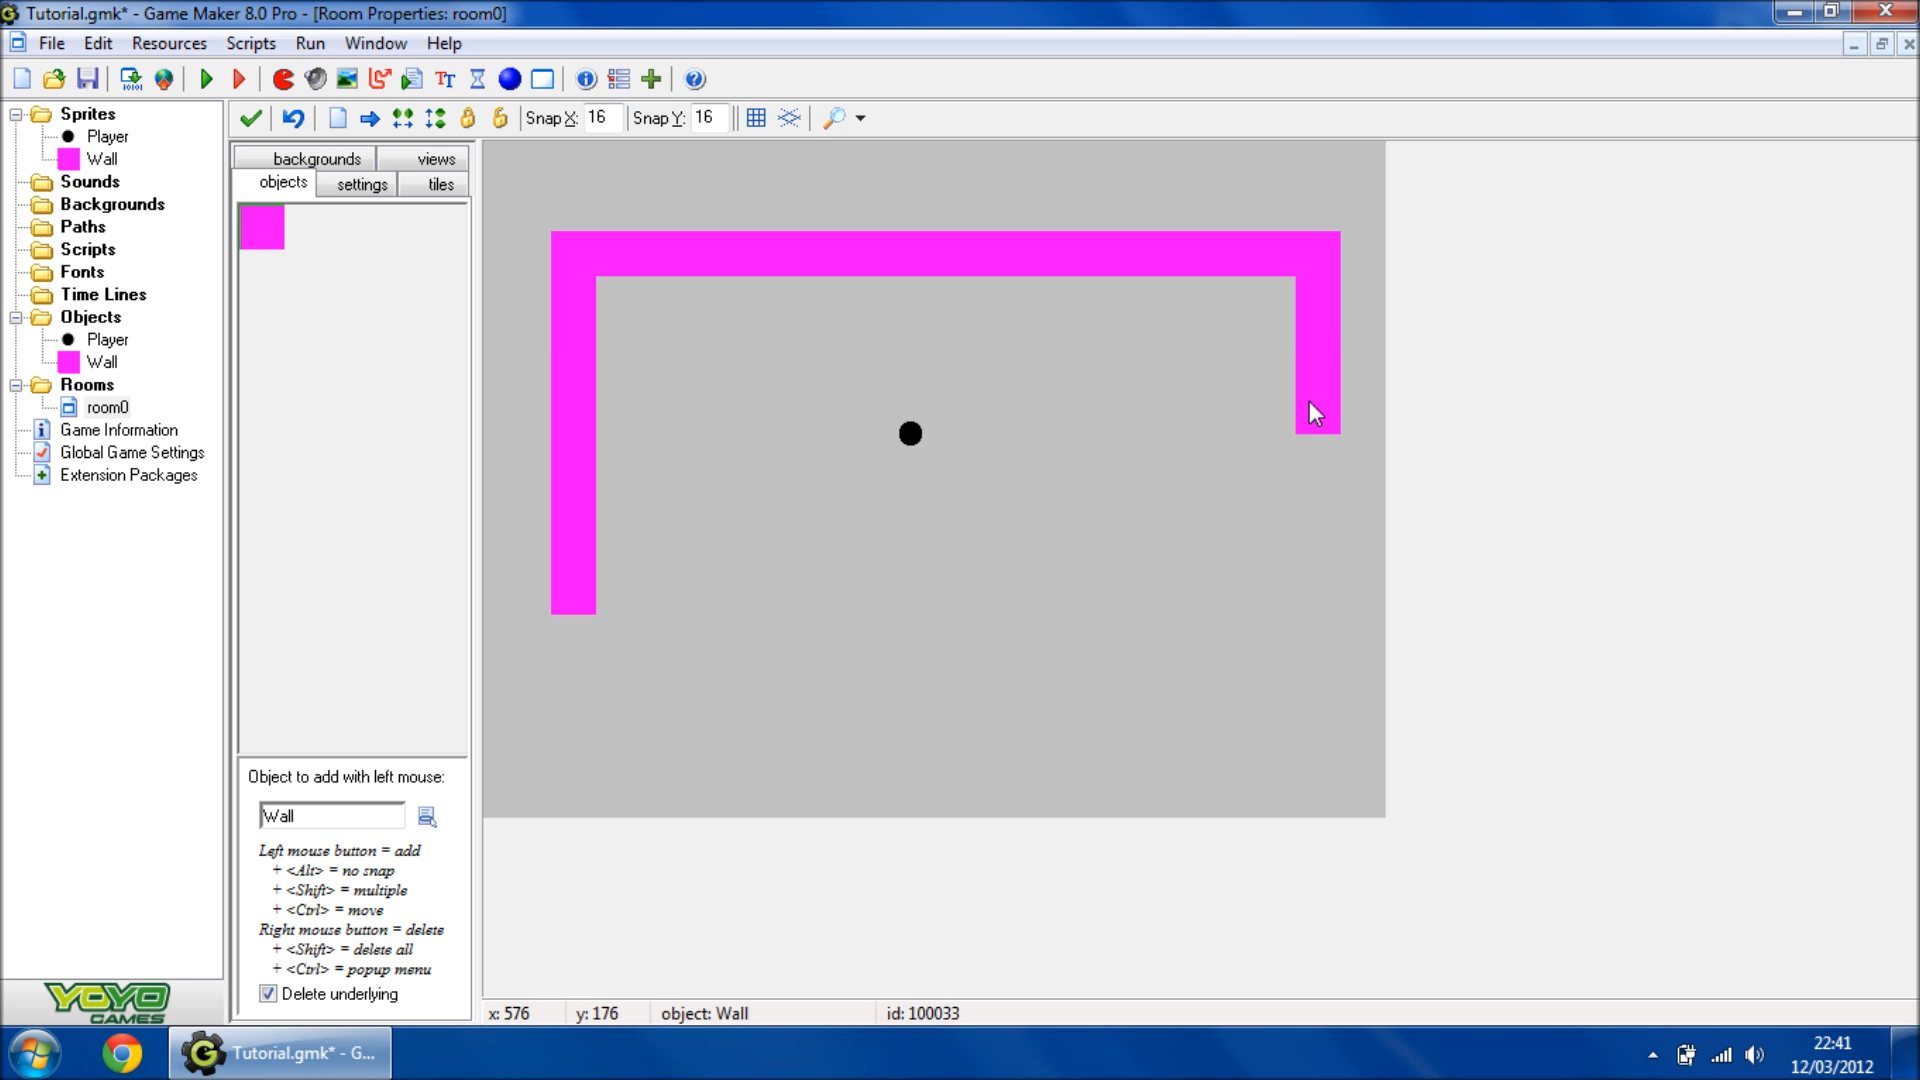 Tutorial.gmk* - Game Maker 8.0 Pro - [Room Properties: room0]
File Edit Resources Scripts Run Window Help
Snap X: 16 Snap Y: 16
Sprites
Player
Wall
Sounds
Backgrounds
Paths
Scripts
Fonts
Time Lines
Objects
Player
Wall
Rooms
room0
Game Information
Global Game Settings
Extension Packages
YOYO
GAMES
backgrounds views
objects settings tiles
Object to add with left mouse:
Wall
Left mouse button = add
+ <Alt> = no snap
+ <Shift> = multiple
+ <Ctrl> = move
Right mouse button = delete
+ <Shift> = delete all
+ <Ctrl> = popup menu
Delete underlying
x: 576 y: 176 object: Wall id: 100033
Tutorial.gmk* - G...
22:41
12/03/2012